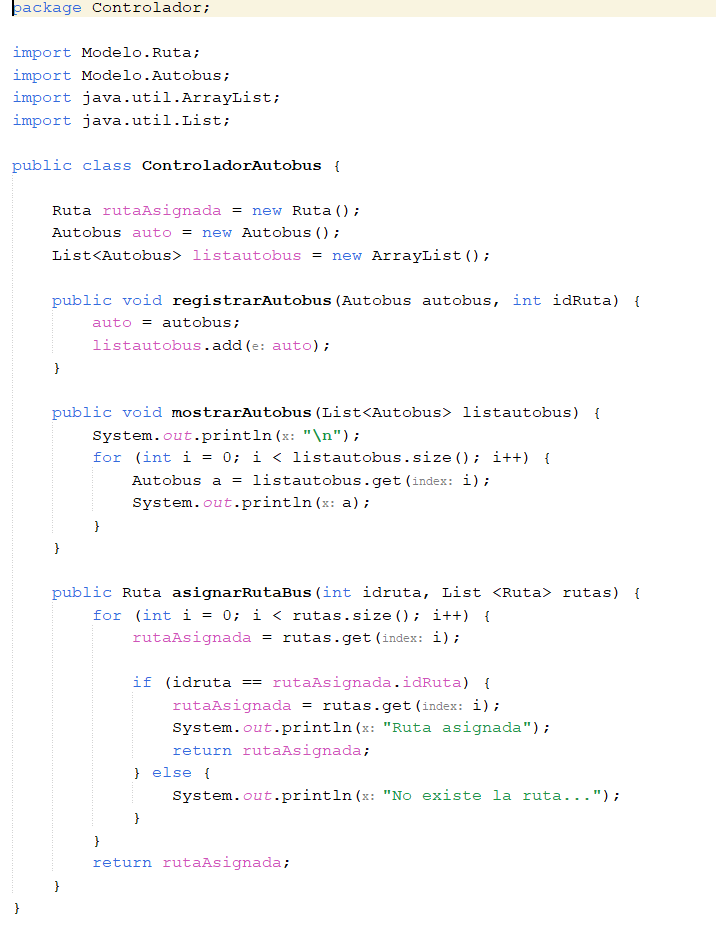 package Controlador;
import Modelo.Ruta;
import Modelo.Autobus;
import java.util.ArrayList;
import java.util.List;
public class ControladorAutobus {
Ruta rutaAsignada = new Ruta();
Autobus auto = new Autobus();
List<Autobus> listautobus = new ArrayList();
public void registrarAutobus(Autobus autobus, int idRuta) {
auto = autobus;
listautobus.add(e: auto);
}
public void mostrarAutobus(List<Autobus> listautobus) {
System.out.println(x: "\n");
for (int i = 0; i < listautobus.size(); i++) {
Autobus a = listautobus.get(index: i);
System.out.println(x: a);
}
}
public Ruta asignarRutaBus(int idruta, List <Ruta> rutas) {
for (int i = 0; i < rutas.size(); i++) {
rutaAsignada = rutas.get(index: i);
if (idruta == rutaAsignada.idRuta) {
rutaAsignada = rutas.get(index: i);
System.out.println(x: "Ruta asignada");
return rutaAsignada;
} else {
System.out.println(x: "No existe la ruta...");
}
}
return rutaAsignada;
}
}